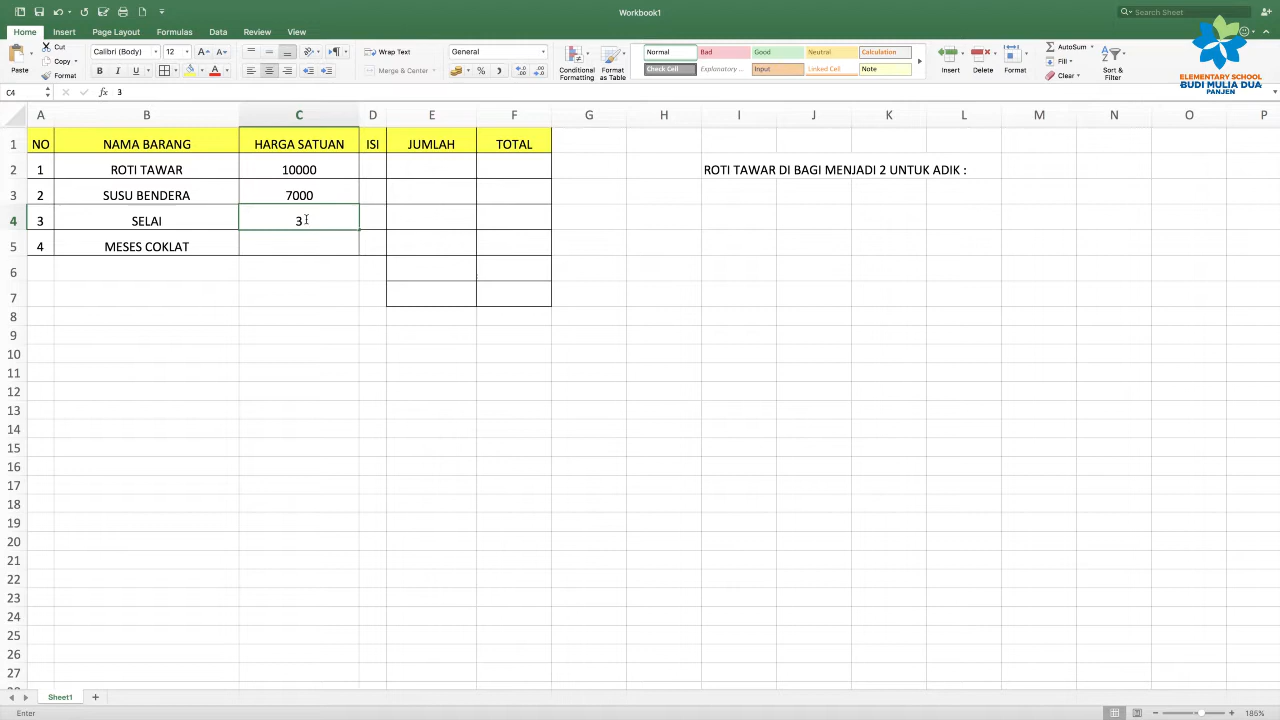 Workbook1
Search Sheet
Home Insert Page Layout Formulas Data Review View
Paste
Cut
Copy
Format
Calibri (Body) 12
B I U
Wrap Text
Merge & Center
General
Conditional Formatting
Format as Table
Normal Bad Good Neutral Calculation
Check Cell Explanatory ... Input Linked Cell Note
Insert Delete Format
AutoSum
Fill
Clear
Sort & Filter
ELEMENTARY SCHOOL
BUDI MULIA DUA
PANJEN
C4 fx 3
A B C D E F G H I J K L M N O P
1 NO NAMA BARANG HARGA SATUAN ISI JUMLAH TOTAL
2 1 ROTI TAWAR 10000 ROTI TAWAR DI BAGI MENJADI 2 UNTUK ADIK :
3 2 SUSU BENDERA 7000
4 3 SELAI 3
5 4 MESES COKLAT
6
7
8
9
10
11
12
13
14
15
16
17
18
19
20
21
22
23
24
25
26
27
Sheet1
Enter 186%